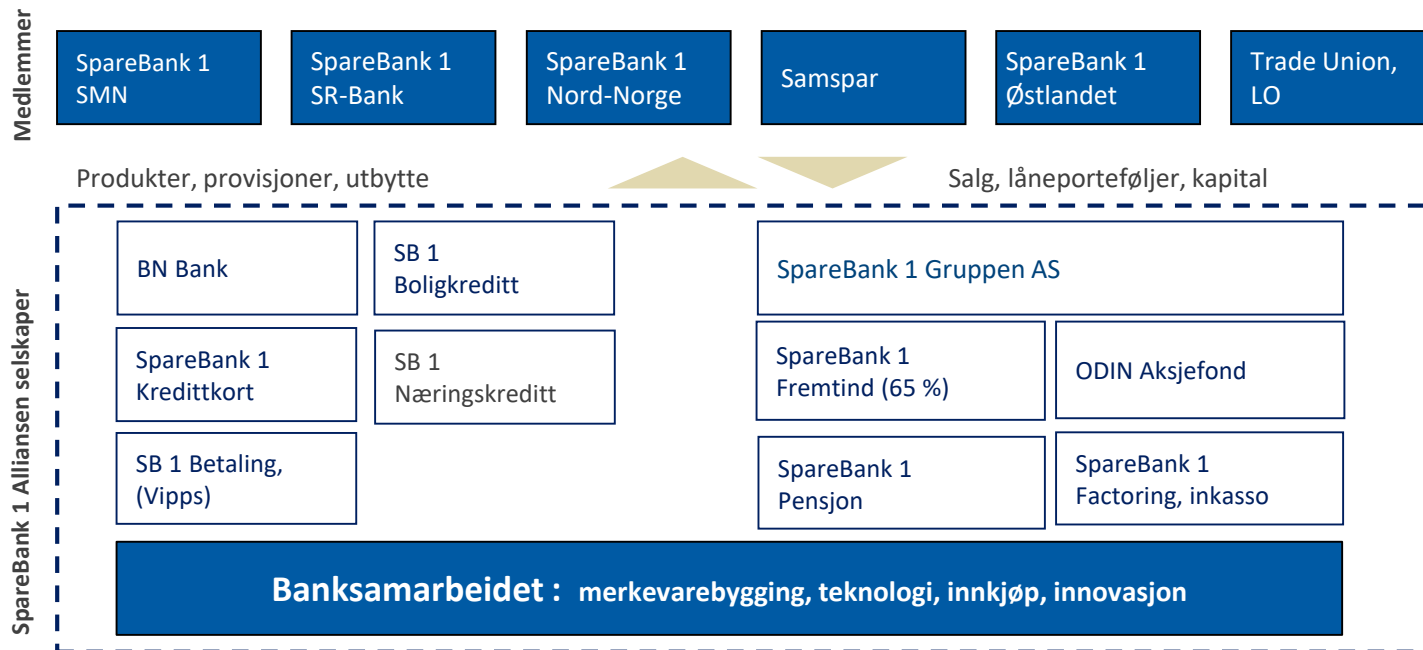 Medlemmer
SpareBank 1
SMN
SpareBank 1
SR-Bank
SpareBank 1
Nord-Norge
Samspar
SpareBank 1
Østlandet
Trade Union,
LO
Produkter, provisjoner, utbytte
Salg, låneporteføljer, kapital
SpareBank 1 Alliansen selskaper
BN Bank
SB 1
Boligkreditt
SpareBank 1
Kredittkort
SB 1
Næringskreditt
SB 1 Betaling,
(Vipps)
SpareBank 1 Gruppen AS
SpareBank 1
Fremtind (65 %)
ODIN Aksjefond
SpareBank 1
Pensjon
SpareBank 1
Factoring, inkasso
Banksamarbeidet : merkevarebygging, teknologi, innkjøp, innovasjon